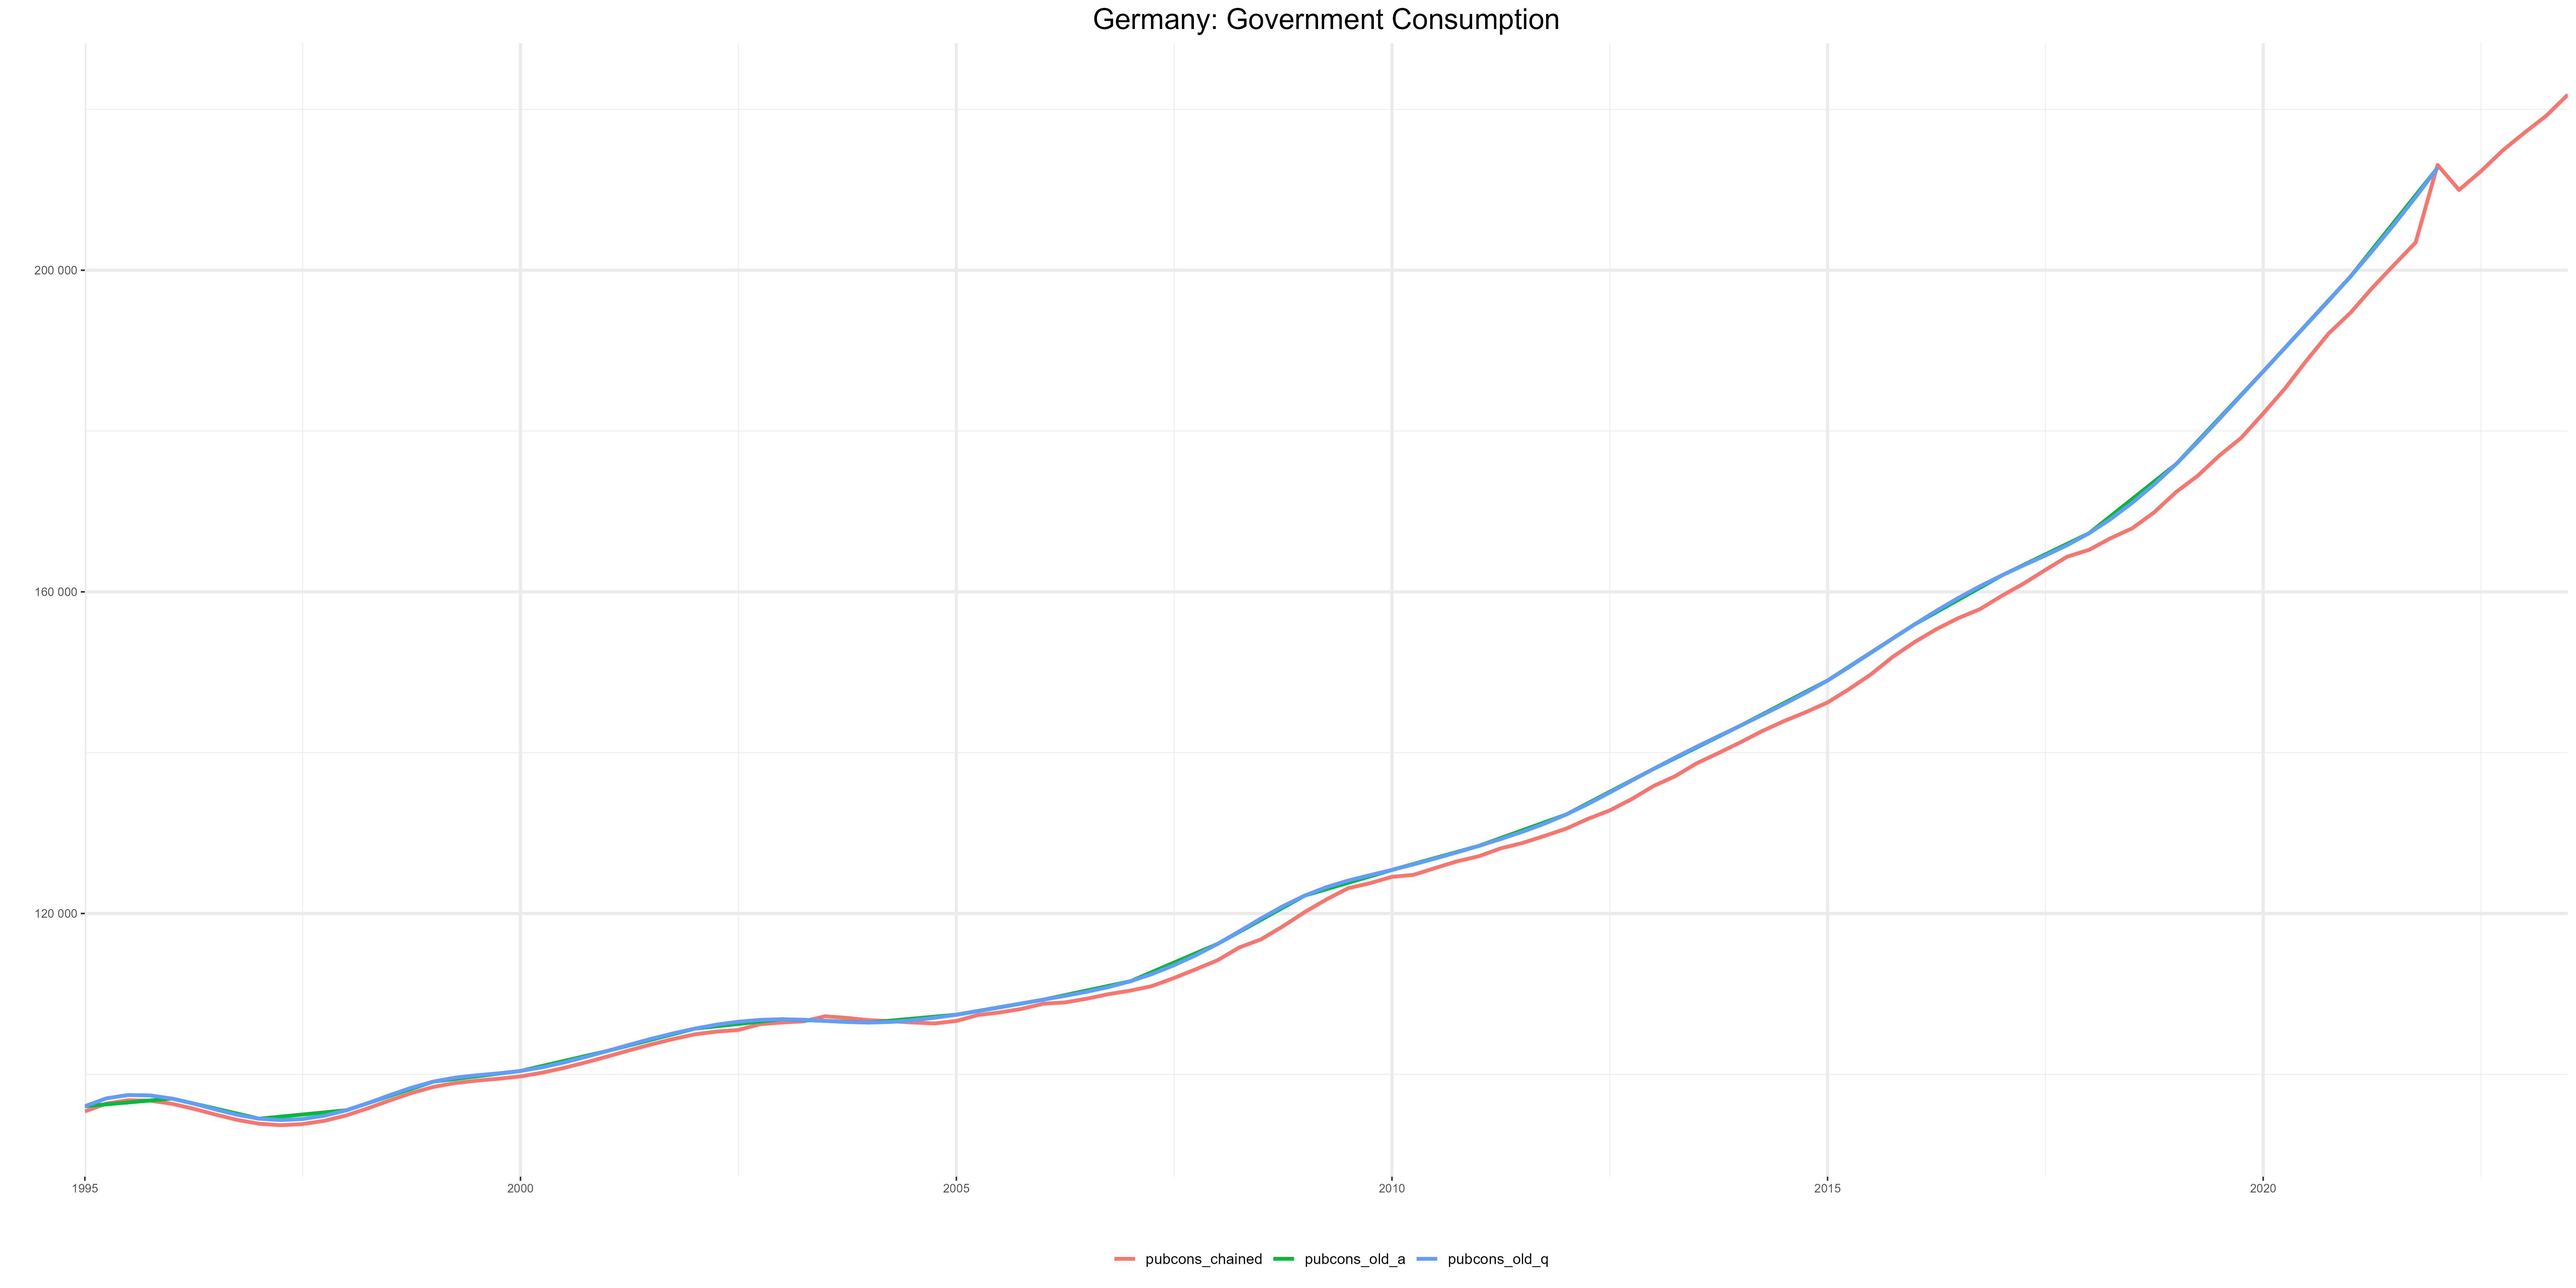 Germany: Government Consumption
200 000
160 000
120 000
1995 2000 2005 2010 2015 2020
pubcons_chained pubcons_old_a pubcons_old_q